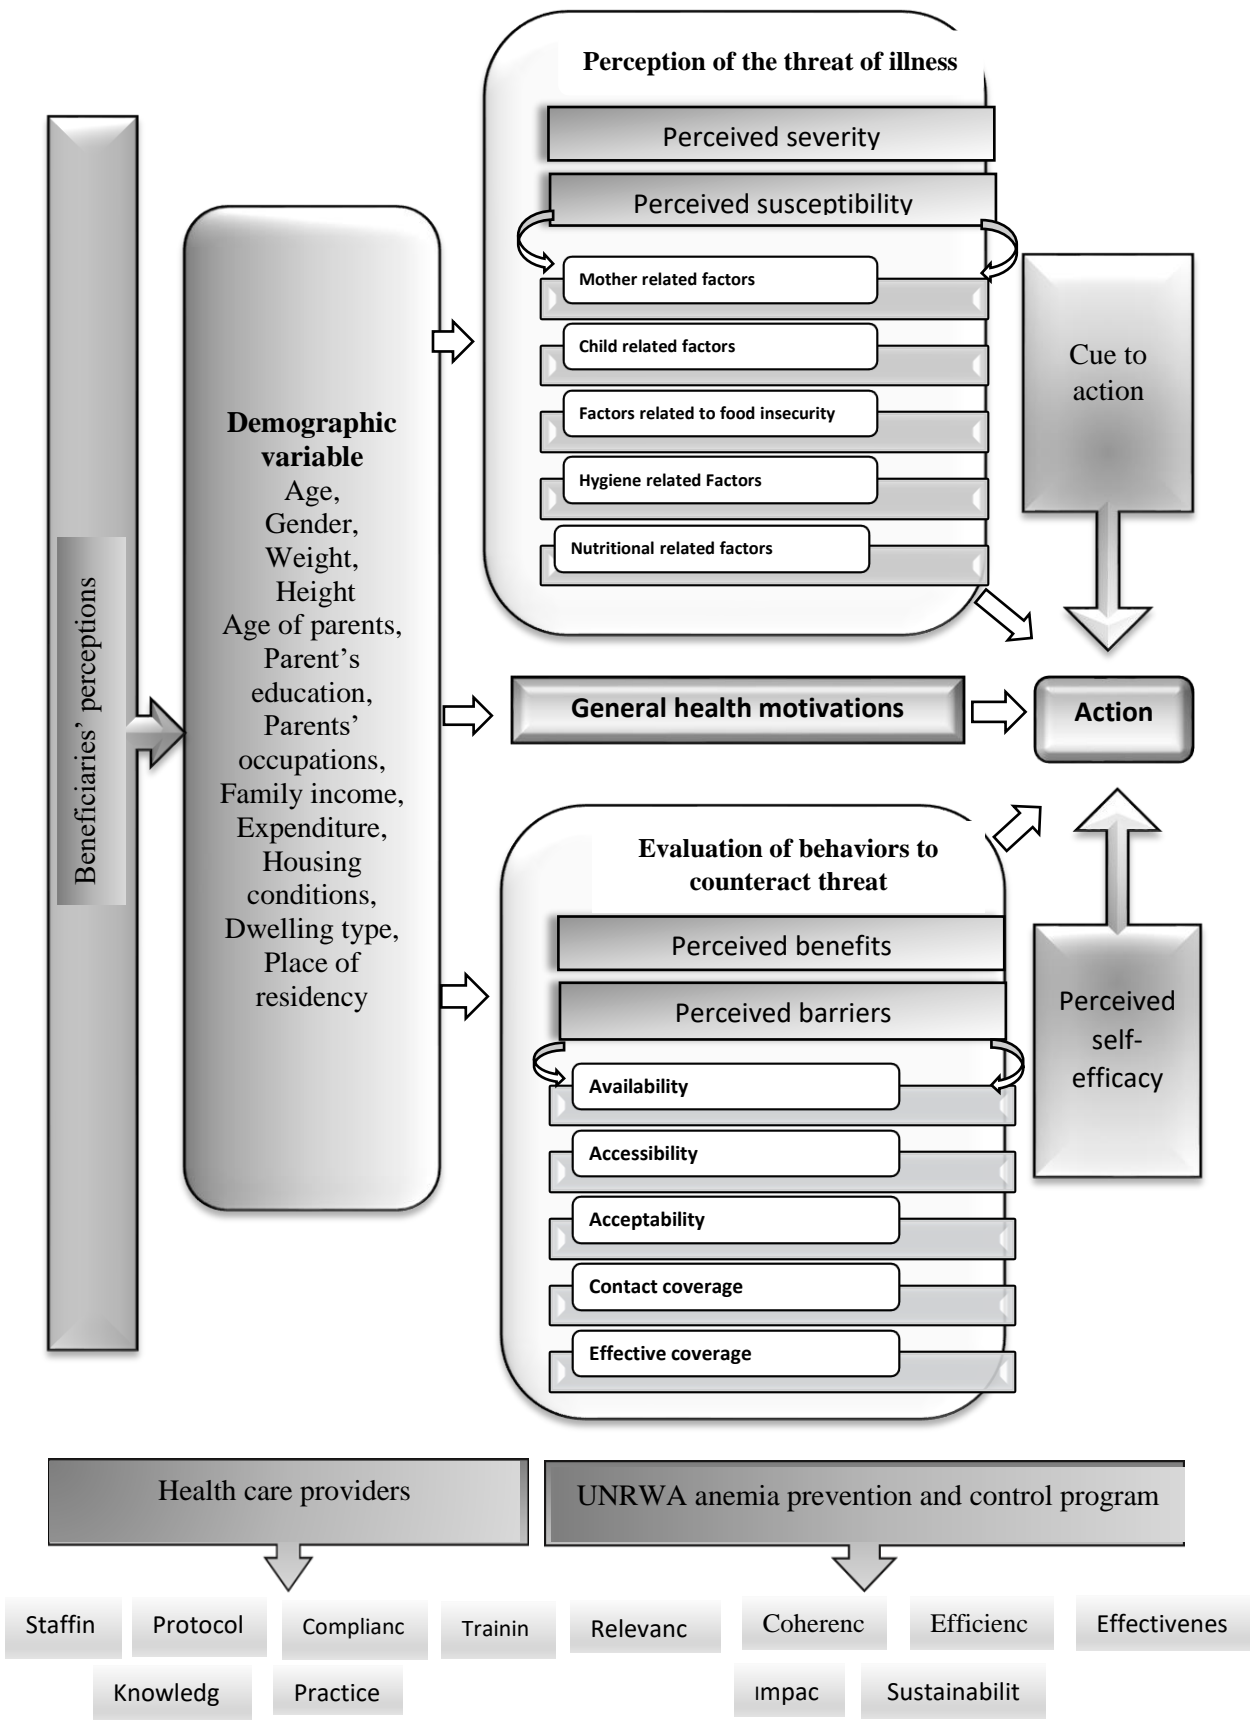 Perception of the threat of illness
Perceived severity
Perceived susceptibility
Mother related factors
Child related factors
Factors related to food insecurity
Hygiene related Factors
Nutritional related factors
Cue to
action
Beneficiaries' perceptions
Demographic
variable
Age,
Gender,
Weight,
Height
Age of parents,
Parent's
education,
Parents'
occupations,
Family income,
Expenditure,
Housing
conditions,
Dwelling type,
Place of
residency
General health motivations
Action
Evaluation of behaviors to
counteract threat
Perceived benefits
Perceived barriers
Availability
Accessibility
Acceptability
Contact coverage
Effective coverage
Perceived
self-
efficacy
Health care providers
UNRWA anemia prevention and control program
Staffin
Protocol
Complianc
Trainin
Relevanc
Coherenc
Efficienc
Effectivenes
Knowledg
Practice
Impac
Sustainabilit